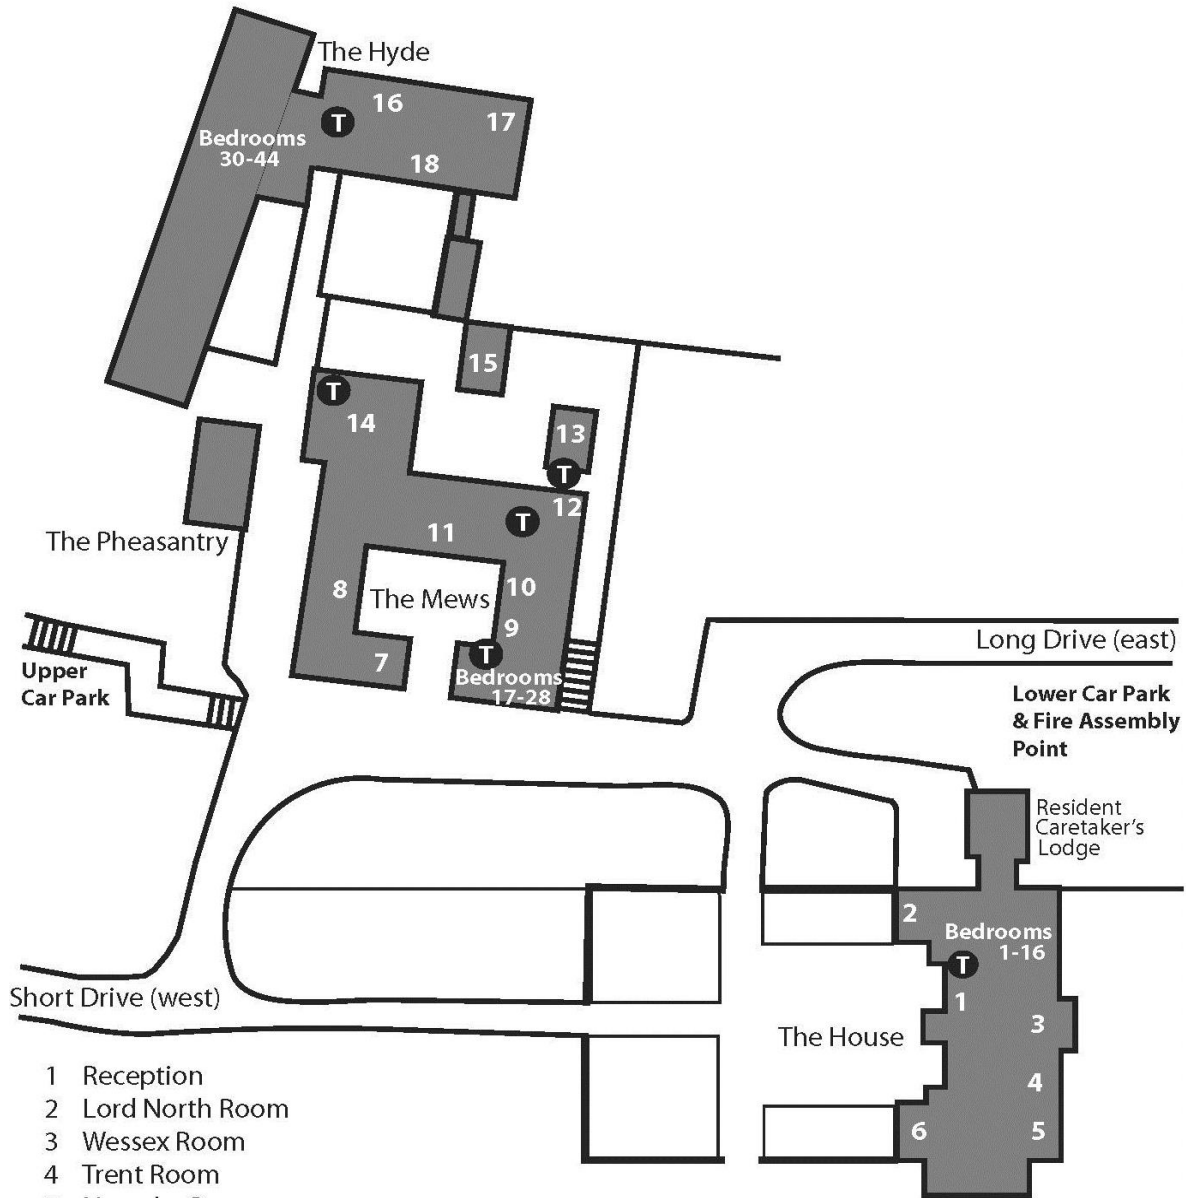 The Hyde
16
T
17
Bedrooms
30-44
18
15
T
14
13
T
12
T
11
The Pheasantry
8
The Mews
10
9
T
7
Bedrooms
17-28
Upper
Car Park
Long Drive (east)
Lower Car Park
& Fire Assembly
Point
Resident
Caretaker's
Lodge
2
Bedrooms
1-16
T
1
Short Drive (west)
The House
3
4
6
5
1 Reception
2 Lord North Room
3 Wessex Room
4 Trent Room